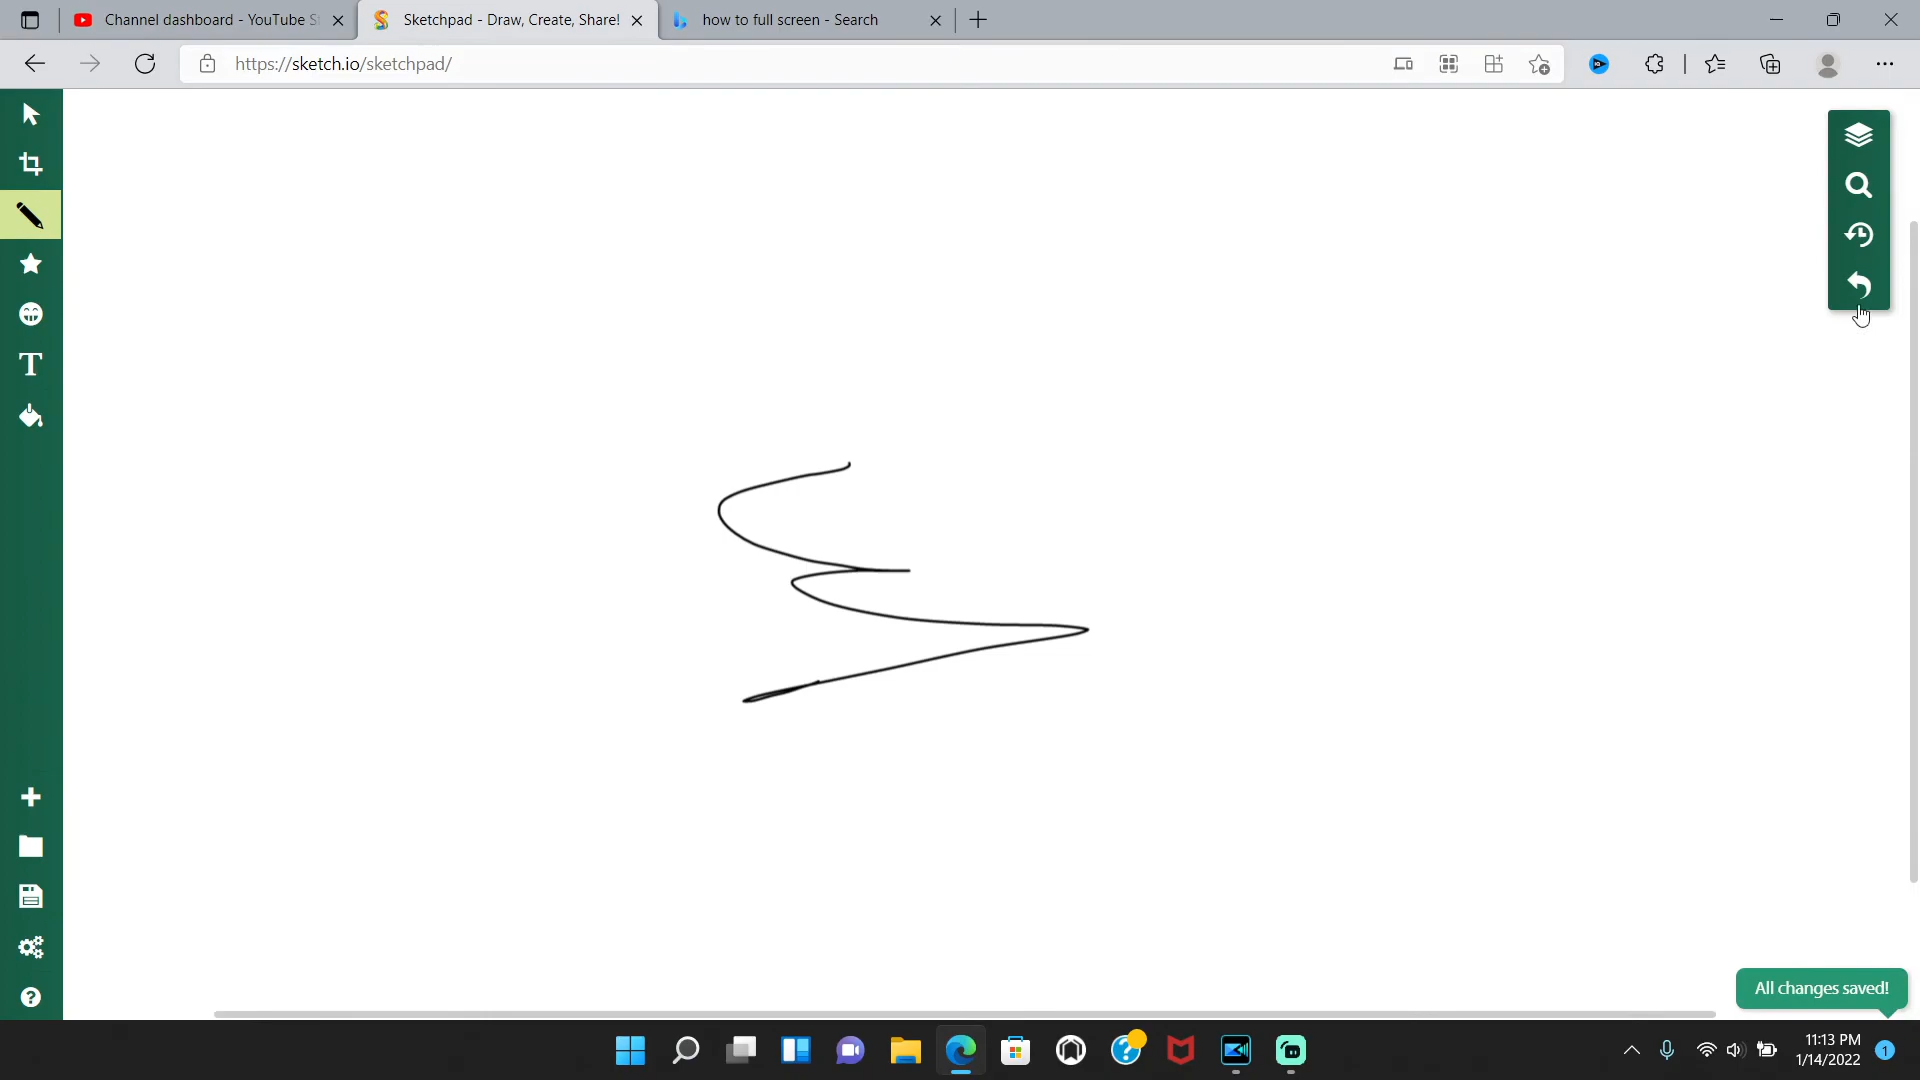 Channel dashboard - YouTube S
Sketchpad - Draw, Create, Share!
how to full screen - Search
https://sketch.io/sketchpad/
T
All changes saved!
11:13 PM
1/14/2022
1